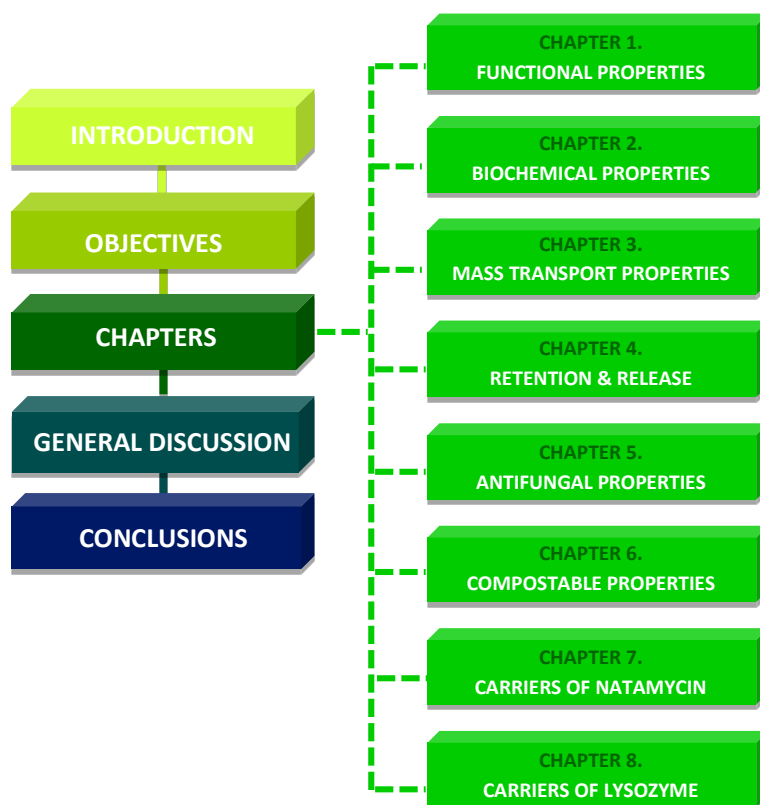 INTRODUCTION
OBJECTIVES
CHAPTERS
GENERAL DISCUSSION
CONCLUSIONS
CHAPTER 1.
FUNCTIONAL PROPERTIES
CHAPTER 2.
BIOCHEMICAL PROPERTIES
CHAPTER 3.
MASS TRANSPORT PROPERTIES
CHAPTER 4.
RETENTION & RELEASE
CHAPTER 5.
ANTIFUNGAL PROPERTIES
CHAPTER 6.
COMPOSTABLE PROPERTIES
CHAPTER 7.
CARRIERS OF NATAMYCIN
CHAPTER 8.
CARRIERS OF LYSOZYME